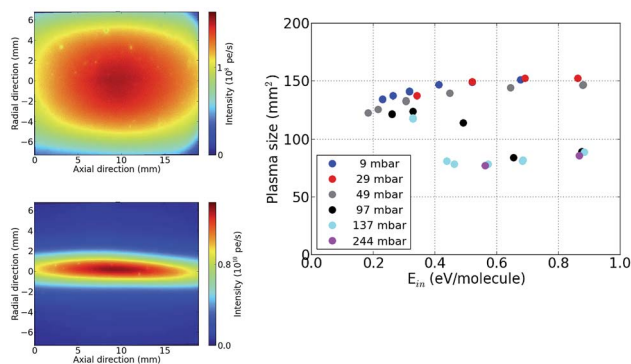 6
4
2
0
-2
-4
-6
Radial direction (mm)
0 5 10 15
Axial direction (mm)
1
0
Intensity (10⁸ pe/s)
6
4
2
0
-2
-4
-6
Radial direction (mm)
0 5 10 15
Axial direction (mm)
0.8
0.0
Intensity (10¹⁰ pe/s)
200
150
100
50
0
Plasma size (mm²)
9 mbar
29 mbar
49 mbar
97 mbar
137 mbar
244 mbar
0.0 0.2 0.4 0.6 0.8 1.0
E_in (eV/molecule)